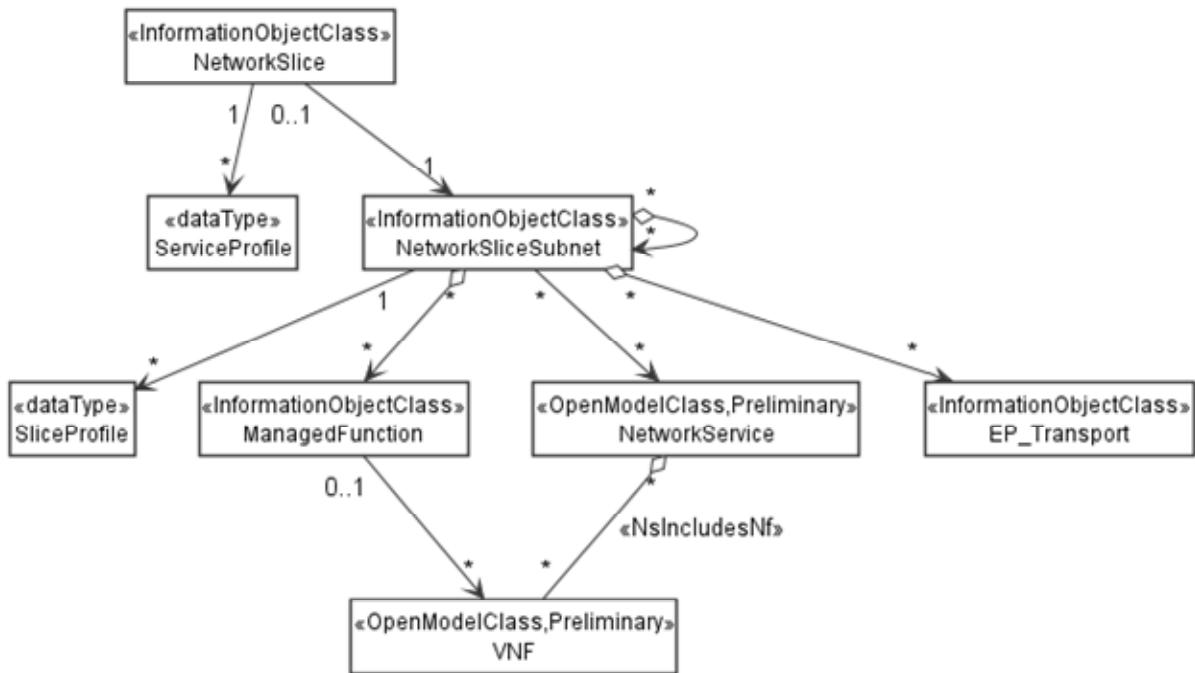 «InformationObjectClass»
NetworkSlice
1
0..1
*
1
«dataType»
ServiceProfile
«InformationObjectClass»
NetworkSliceSubnet
*
*
1
*
*
*
*
*
*
*
«dataType»
SliceProfile
«InformationObjectClass»
ManagedFunction
«OpenModelClass,Preliminary»
NetworkService
«InformationObjectClass»
EP_Transport
0..1
*
«NsIncludesNf»
*
*
«OpenModelClass,Preliminary»
VNF